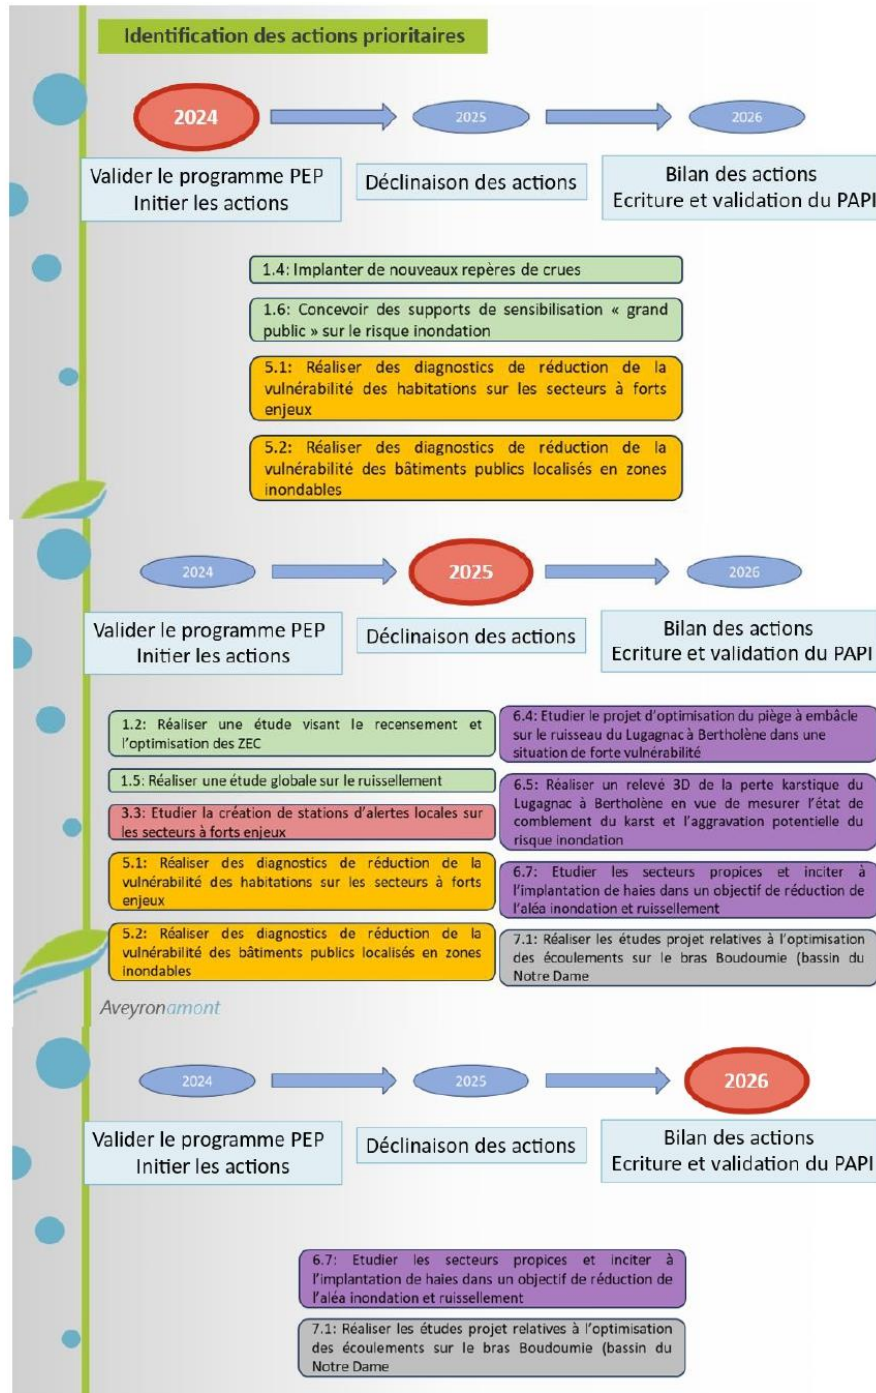 Identification des actions prioritaires
2024
2025
2026
Valider le programme PEP
Initier les actions
Déclinaison des actions
Bilan des actions
Ecriture et validation du PAPI
1.4: Implanter de nouveaux repères de crues
1.6: Concevoir des supports de sensibilisation « grand
public » sur le risque inondation
5.1: Réaliser des diagnostics de réduction de la
vulnérabilité des habitations sur les secteurs à forts
enjeux
5.2: Réaliser des diagnostics de réduction de la
vulnérabilité des bâtiments publics localisés en zones
inondables
2024
2025
2026
Valider le programme PEP
Initier les actions
Déclinaison des actions
Bilan des actions
Ecriture et validation du PAPI
1.2: Réaliser une étude visant le recensement et
l'optimisation des ZEC
1.5: Réaliser une étude globale sur le ruissellement
3.3: Etudier la création de stations d'alertes locales sur
les secteurs à forts enjeux
5.1: Réaliser des diagnostics de réduction de la
vulnérabilité des habitations sur les secteurs à forts
enjeux
5.2: Réaliser des diagnostics de réduction de la
vulnérabilité des bâtiments publics localisés en zones
inondables
6.4: Etudier le projet d'optimisation du piège à embâcle
sur le ruisseau du Lugagnac à Bertholène dans une
situation de forte vulnérabilité
6.5: Réaliser un relevé 3D de la perte karstique du
Lugagnac à Bertholène en vue de mesurer l'état de
comblement du karst et l'aggravation potentielle du
risque inondation
6.7: Etudier les secteurs propices et inciter à
l'implantation de haies dans un objectif de réduction de
l'aléa inondation et ruissellement
7.1: Réaliser les études projet relatives à l'optimisation
des écoulements sur le bras Boudoumie (bassin du
Notre Dame
Aveyronamont
2024
2025
2026
Valider le programme PEP
Initier les actions
Déclinaison des actions
Bilan des actions
Ecriture et validation du PAPI
6.7: Etudier les secteurs propices et inciter à
l'implantation de haies dans un objectif de réduction de
l'aléa inondation et ruissellement
7.1: Réaliser les études projet relatives à l'optimisation
des écoulements sur le bras Boudoumie (bassin du
Notre Dame